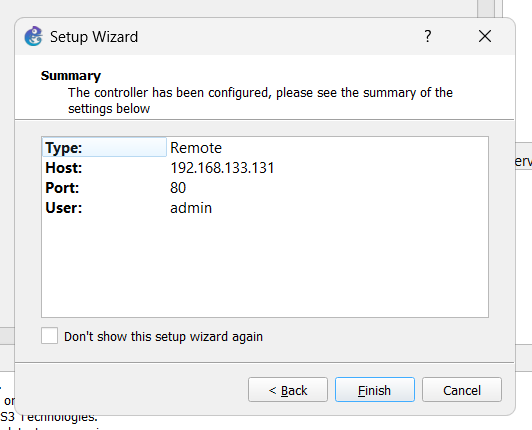 Setup Wizard
?
Summary
The controller has been configured, please see the summary of the
settings below
Type: Remote
Host: 192.168.133.131
Port: 80
User: admin
Don't show this setup wizard again
< Back
Finish
Cancel
S3 Technologies.